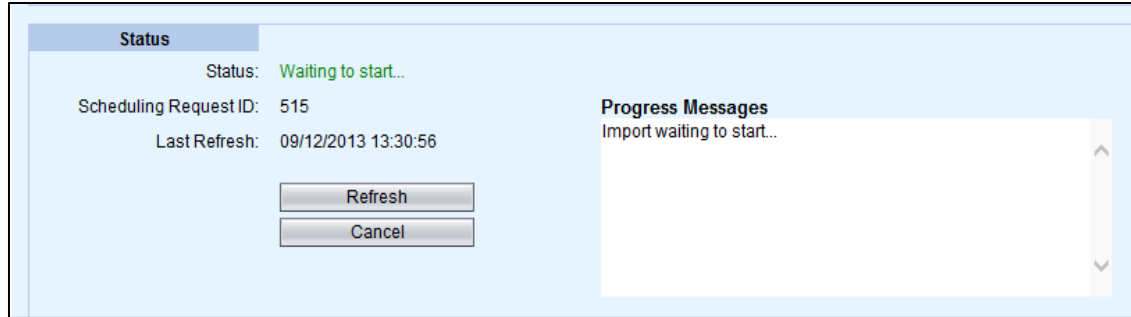 Status
Status: Waiting to start...
Scheduling Request ID: 515
Last Refresh: 09/12/2013 13:30:56
Refresh
Cancel
Progress Messages
Import waiting to start...